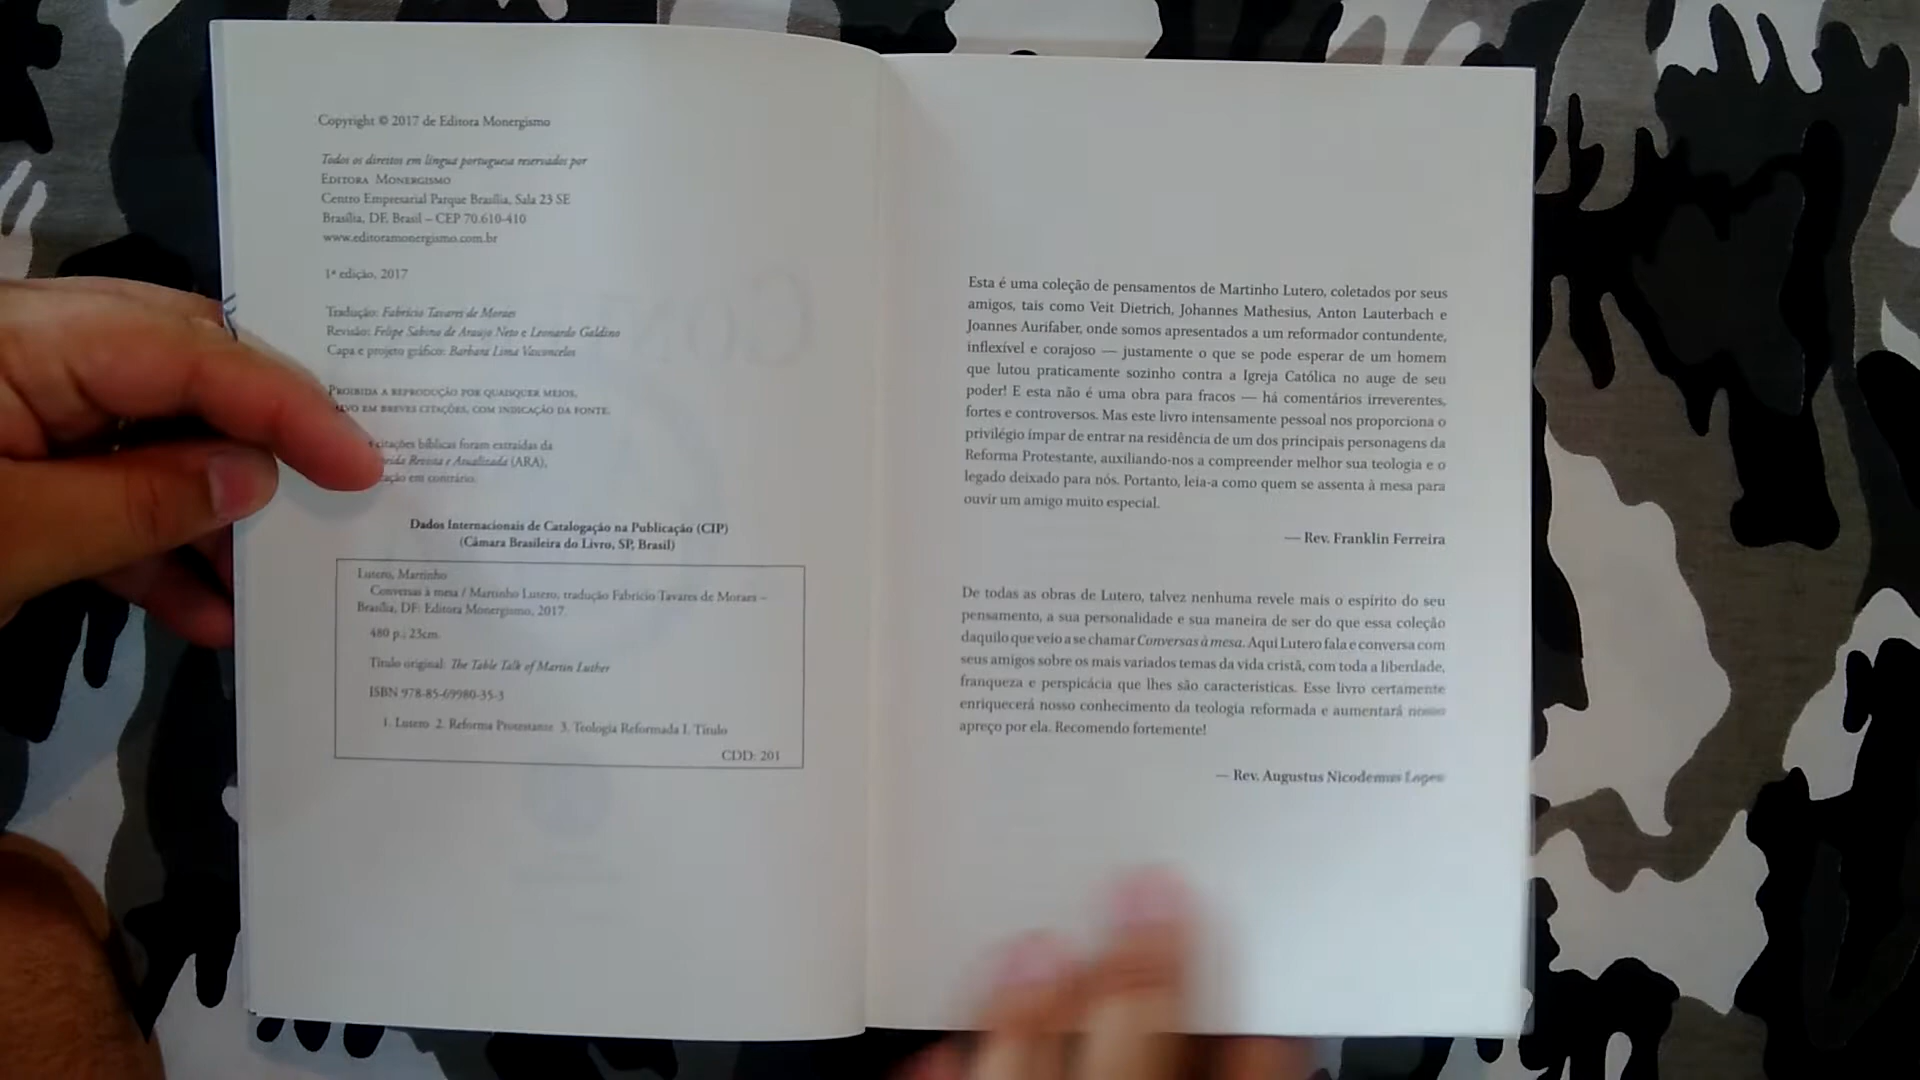 Copyright © 2017 de Editora Monergismo
Todos os direitos em língua portuguesa reservados por
EDITORA MONERGISMO
Centro Empresarial Parque Brasília, Sala 23 SE
Brasília, DF, Brasil – CEP 70.610-410
www.editoramonergismo.com.br
1ª edição, 2017
Tradução: Fabrício Tavares de Moraes
Revisão: Felipe Sabino de Araújo Neto e Leonardo Galdino
Capa e projeto gráfico: Barbara Lima Vasconcelos
PROIBIDA A REPRODUÇÃO POR QUAISQUER MEIOS,
EM BREVES CITAÇÕES, COM INDICAÇÃO DA FONTE.
citações bíblicas foram extraídas da
Revista e Atualizada (ARA),
em contrário.
Dados Internacionais de Catalogação na Publicação (CIP)
(Câmara Brasileira do Livro, SP, Brasil)
Lutero, Martinho
Conversas à mesa / Martinho Lutero, tradução Fabrício Tavares de Moraes –
Brasília, DF: Editora Monergismo, 2017.
480 p.; 23cm.
Título original: The Table Talk of Martin Luther
ISBN 978-85-69980-35-3
1. Lutero 2. Reforma Protestante 3. Teologia Reformada I. Título
CDD: 201
Esta é uma coleção de pensamentos de Martinho Lutero, coletados por seus
amigos, tais como Veit Dietrich, Johannes Mathesius, Anton Lauterbach e
Joannes Aurifaber, onde somos apresentados a um reformador contundente,
inflexível e corajoso — justamente o que se pode esperar de um homem
que lutou praticamente sozinho contra a Igreja Católica no auge de seu
poder! E esta não é uma obra para fracos — há comentários irreverentes,
fortes e controversos. Mas este livro intensamente pessoal nos proporciona o
privilégio ímpar de entrar na residência de um dos principais personagens da
Reforma Protestante, auxiliando-nos a compreender melhor sua teologia e o
legado deixado para nós. Portanto, leia-a como quem se assenta à mesa para
ouvir um amigo muito especial.
— Rev. Franklin Ferreira
De todas as obras de Lutero, talvez nenhuma revele mais o espírito do seu
pensamento, a sua personalidade e sua maneira de ser do que essa coleção
daquilo que veio a se chamar Conversas à mesa. Aqui Lutero fala e conversa com
seus amigos sobre os mais variados temas da vida cristã, com toda a liberdade,
franqueza e perspicácia que lhes são características. Esse livro certamente
enriquecerá nosso conhecimento da teologia reformada e aumentará nosso
apreço por ela. Recomendo fortemente!
— Rev. Augustus Nicodemus Lopes